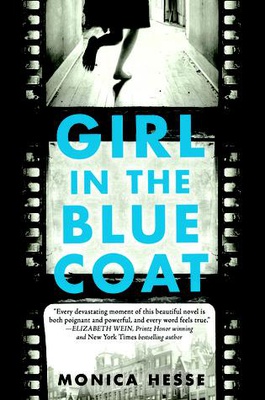 GIRL
IN THE
BLUE
COAT
"Every devastating moment of this beautiful novel is
both poignant and powerful, and every word feels true."
—ELIZABETH WEIN, Printz Honor winning
and New York Times bestselling author
MONICA HESSE